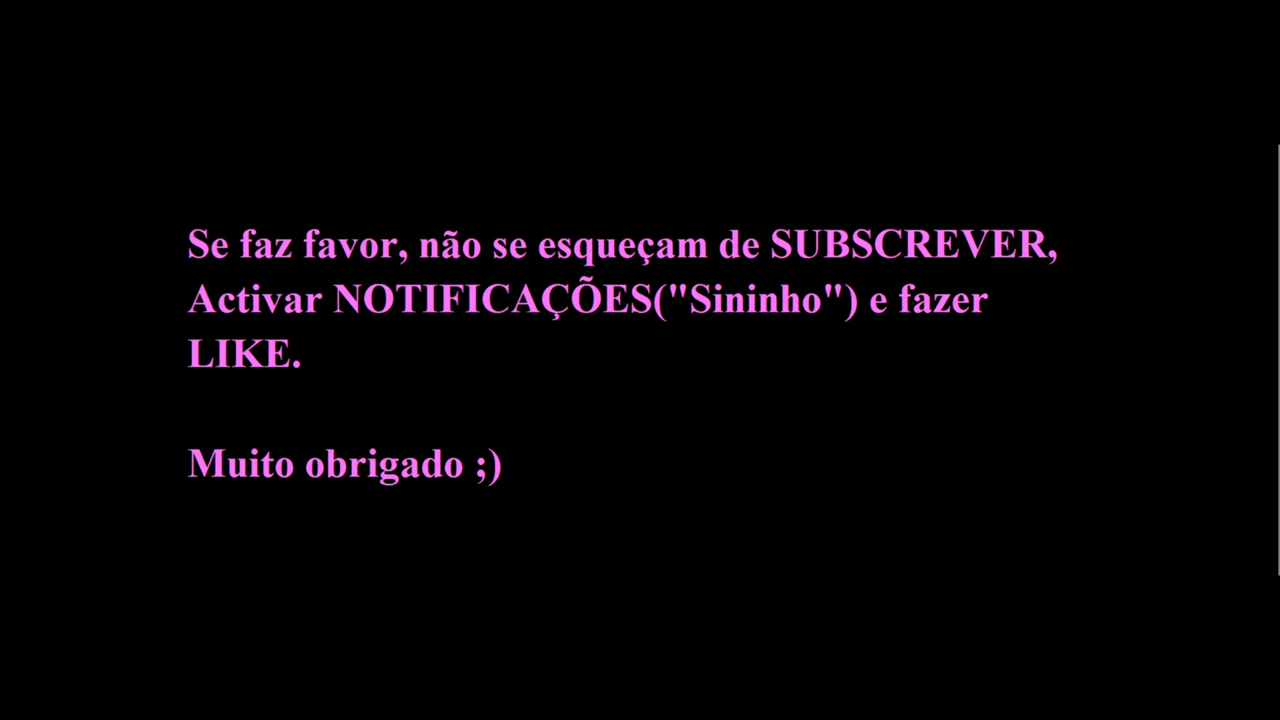 Se faz favor, não se esqueçam de SUBSCREVER,
Activar NOTIFICAÇÕES("Sininho") e fazer
LIKE.
Muito obrigado ;)